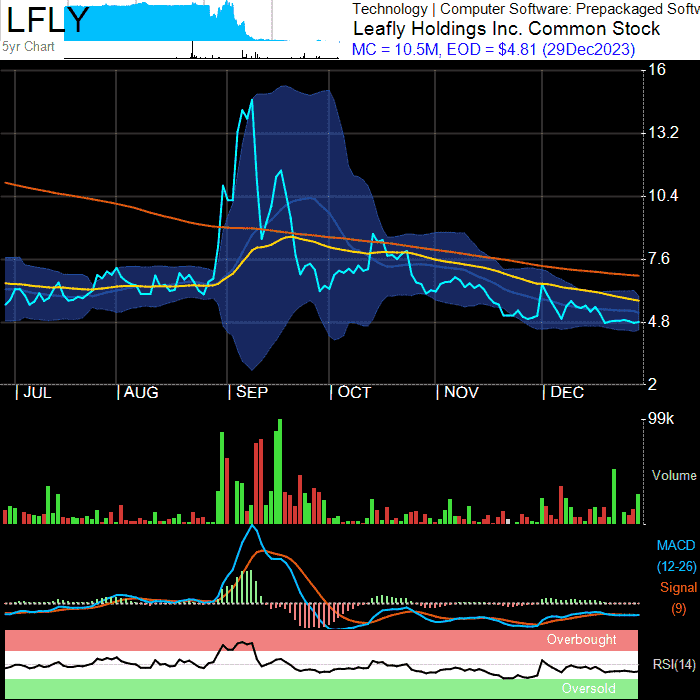 LFLY
5yr Chart
Technology | Computer Software: Prepackaged Softw
Leafly Holdings Inc. Common Stock
MC = 10.5M, EOD = $4.81 (29Dec2023)
16
13.2
10.4
7.6
4.8
2
JUL AUG SEP OCT NOV DEC
99k
Volume
MACD
(12-26)
Signal
(9)
Overbought
RSI(14)
Oversold